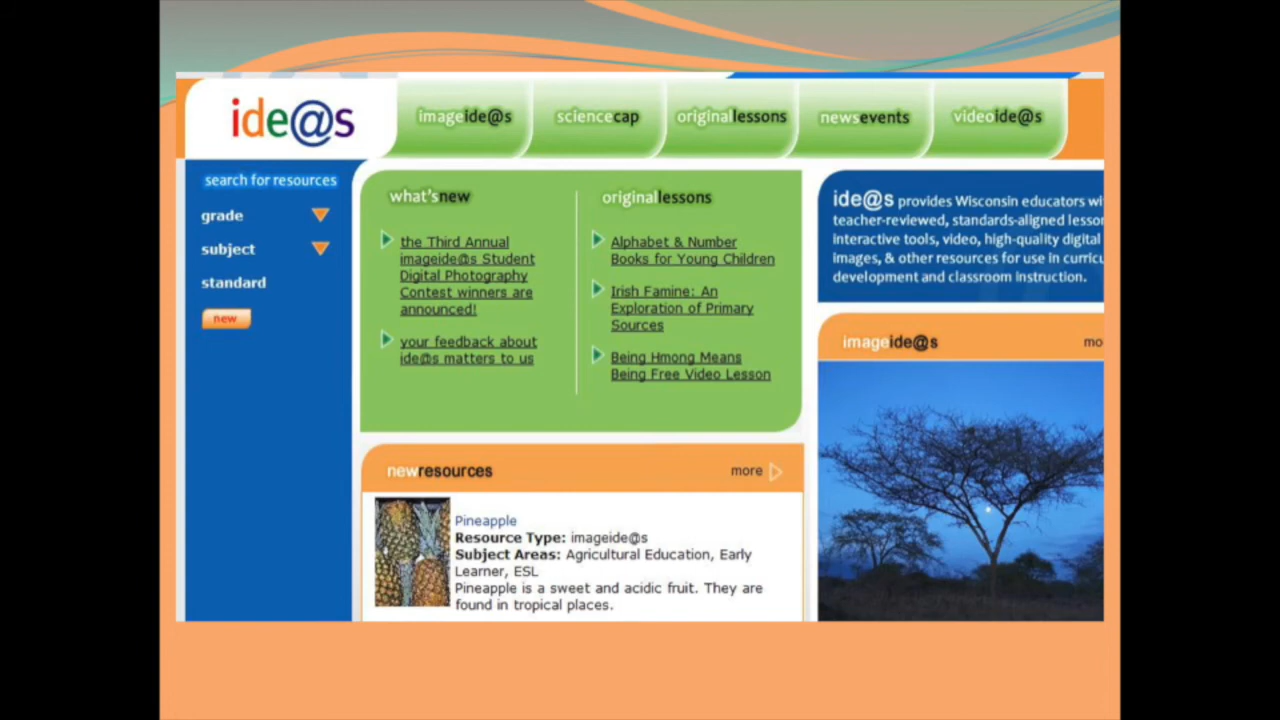 ide@s
imageide@s
sciencecap
originallessons
newsevents
videoide@s
search for resources
grade
subject
standard
new
what'snew
the Third Annual
imageide@s Student
Digital Photography
Contest winners are
announced!
your feedback about
ide@s matters to us
originallessons
Alphabet & Number
Books for Young Children
Irish Famine: An
Exploration of Primary
Sources
Being Hmong Means
Being Free Video Lesson
ide@s provides Wisconsin educators wi
teacher-reviewed, standards-aligned lesso
interactive tools, video, high-quality digital
images, & other resources for use in curricu
development and classroom instruction.
newresources
more
Pineapple
Resource Type: imageide@s
Subject Areas: Agricultural Education, Early
Learner, ESL
Pineapple is a sweet and acidic fruit. They are
found in tropical places.
imageide@s
mo